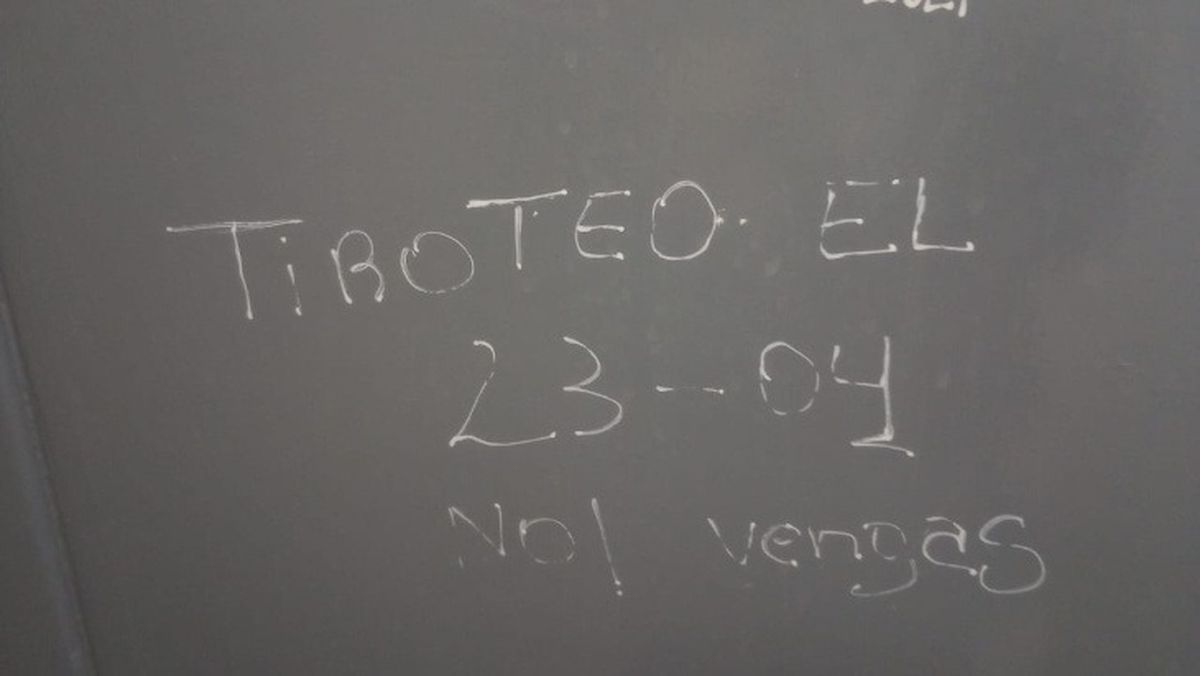 TiROTEO EL
23-04
NO! vengas